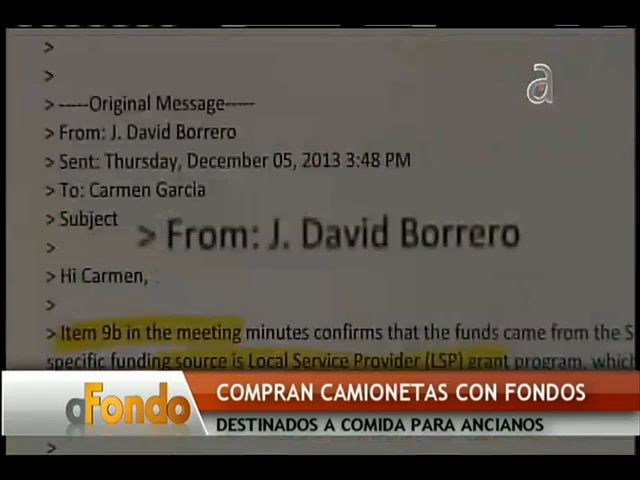 >
>
> -----Original Message-----
> From: J. David Borrero
> Sent: Thursday, December 05, 2013 3:48 PM
> To: Carmen Garcia
> Subject
> From: J. David Borrero
>
> Hi Carmen,
>
> Item 9b in the meeting minutes confirms that the funds came from the S
specific funding source is Local Service Provider (LSP) grant program, which
aFondo
COMPRAN CAMIONETAS CON FONDOS
DESTINADOS A COMIDA PARA ANCIANOS
>
a